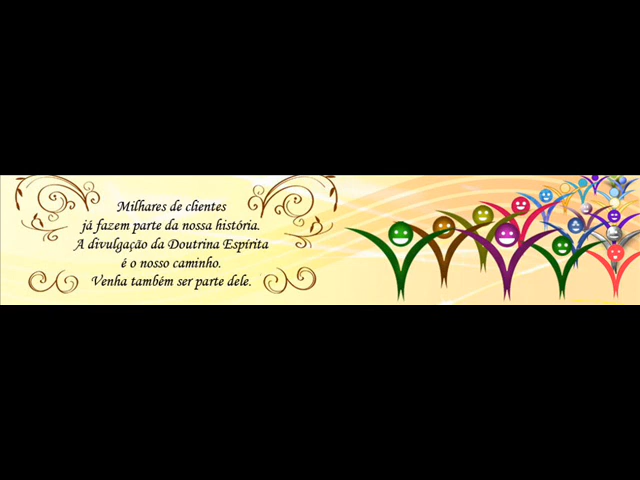 Milhares de clientes
já fazem parte da nossa história.
A divulgação da Doutrina Espírita
é o nosso caminho.
Venha também ser parte dele.